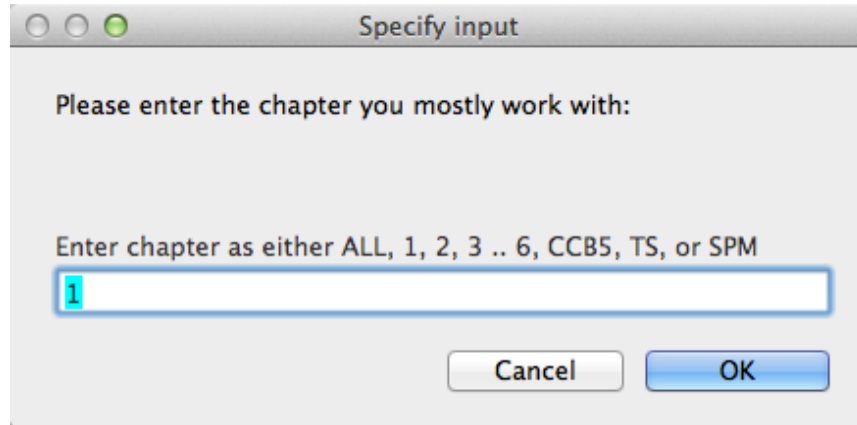 Specify input
Please enter the chapter you mostly work with:
Enter chapter as either ALL, 1, 2, 3 .. 6, CCB5, TS, or SPM
1
Cancel OK